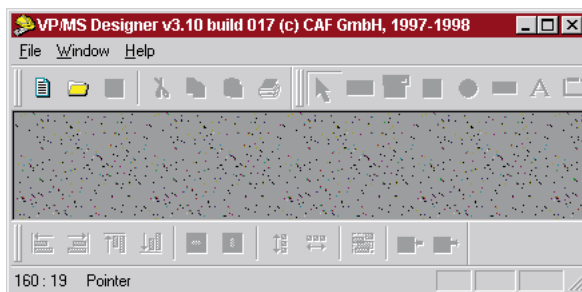 VP/MS Designer v3.10 build 017 (c) CAF GmbH, 1997-1998
File Window Help
A
160 : 19 Pointer